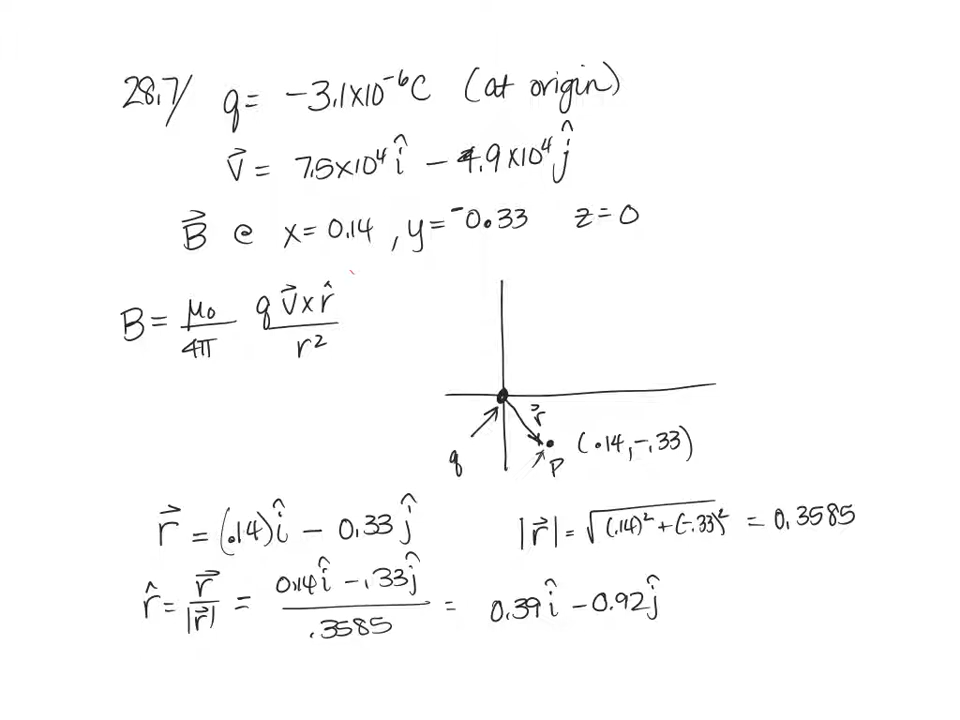 28.7/ q = -3.1×10⁻⁶C (at origin)
v⃗ = 7.5×10⁴ î - 4.9×10⁴ ĵ
B⃗ @ x = 0.14 , y = ⁻0.33 z = 0
B = μ₀/4π q v⃗ × r̂ / r²
r⃗
q
P
(.14, -.33)
r⃗ = (.14)î - 0.33ĵ |r⃗| = √((.14)² + (-.33)²) = 0.3585
r̂ = r⃗/|r⃗| = 0.14î - .33ĵ / .3585 = 0.39î - 0.92ĵ